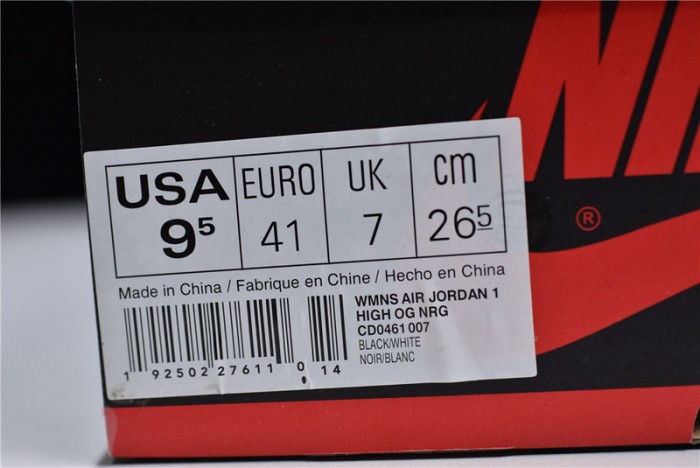 NIKE
®
USA EURO UK cm
9⁵ 41 7 26⁵
Made in China / Fabrique en Chine / Hecho en China
WMNS AIR JORDAN 1
HIGH OG NRG
CD0461 007
BLACK/WHITE
NOIR/BLANC
1 92502 27611 0 14